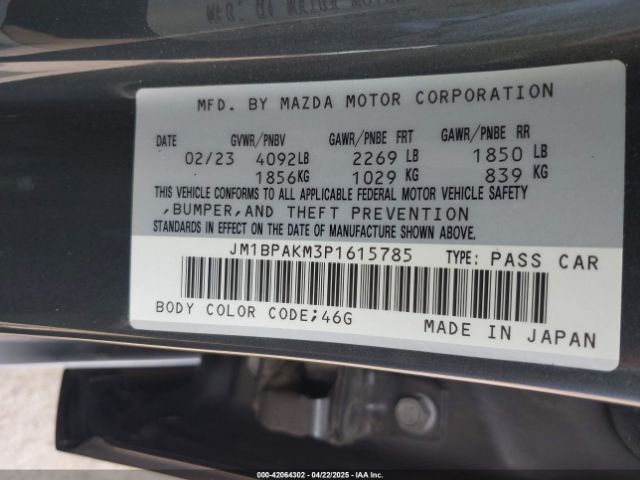 MFD. BY MAZDA MOTOR CORPORATION
DATE GVWR/PNBV GAWR/PNBE FRT GAWR/PNBE RR
02/23 4092LB 2269 LB 1850 LB
1856KG 1029 KG 839 KG
THIS VEHICLE CONFORMS TO ALL APPLICABLE FEDERAL MOTOR VEHICLE SAFETY
,BUMPER,AND THEFT PREVENTION
STANDARDS IN EFFECT ON THE DATE OF MANUFACTURE SHOWN ABOVE.
JM1BPAKM3P1615785 TYPE: PASS CAR
BODY COLOR CODE;46G
MADE IN JAPAN
000-42064302 - 04/22/2025 - Copyright © 2025 IAA, Inc.